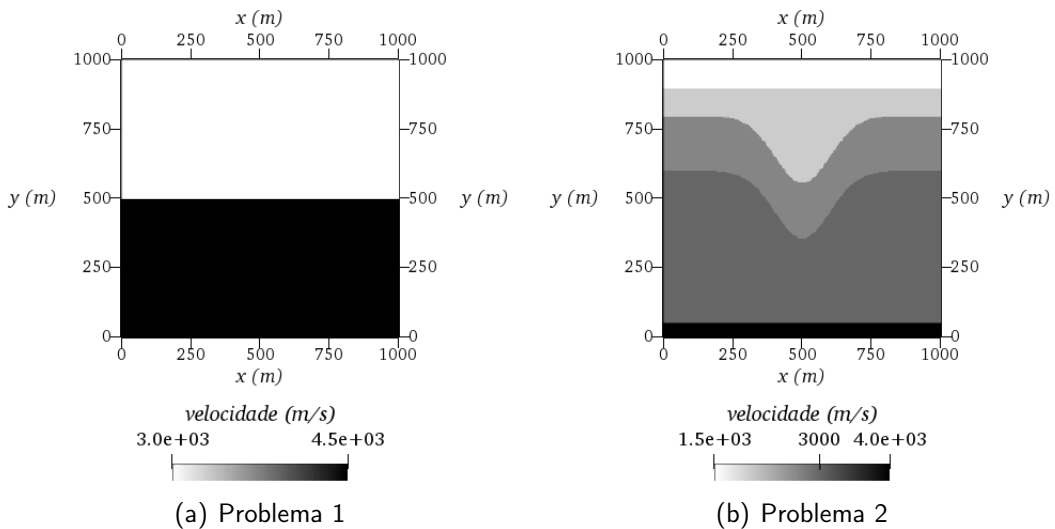 x (m)
0 250 500 750 1000
1000 1000
750 750
y (m) 500 500 y (m)
250 250
0 0
0 250 500 750 1000
x (m)
velocidade (m/s)
3.0e+03 4.5e+03
(a) Problema 1
x (m)
0 250 500 750 1000
1000 1000
750 750
y (m) 500 500 y (m)
250 250
0 0
0 250 500 750 1000
x (m)
velocidade (m/s)
1.5e+03 3000 4.0e+03
(b) Problema 2